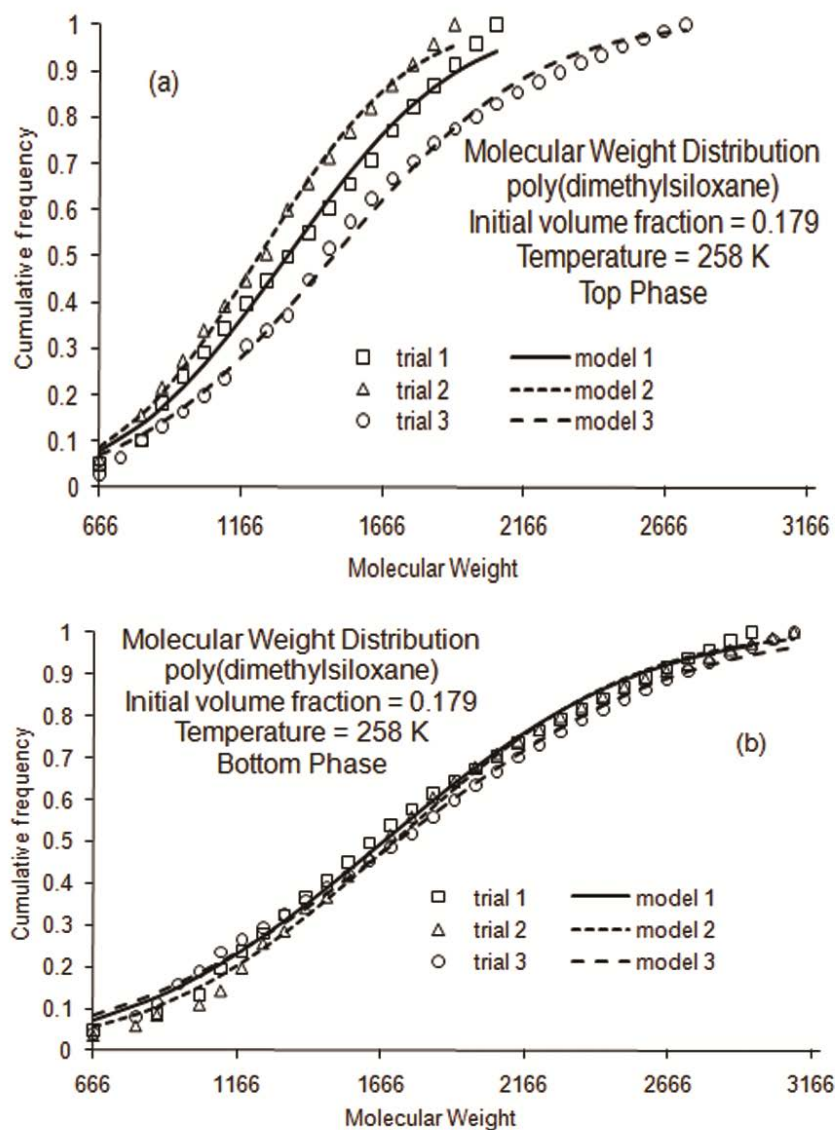 1
0.9
0.8
0.7
0.6
0.5
0.4
0.3
0.2
0.1
0
Cumulative frequency
(a)
Molecular Weight Distribution
poly(dimethylsiloxane)
Initial volume fraction = 0.179
Temperature = 258 K
Top Phase
trial 1 model 1
trial 2 model 2
trial 3 model 3
666 1166 1666 2166 2666 3166
Molecular Weight
1
0.9
0.8
0.7
0.6
0.5
0.4
0.3
0.2
0.1
0
Cumulative frequency
Molecular Weight Distribution
poly(dimethylsiloxane)
Initial volume fraction = 0.179
Temperature = 258 K
Bottom Phase
(b)
trial 1 model 1
trial 2 model 2
trial 3 model 3
666 1166 1666 2166 2666 3166
Molecular Weight